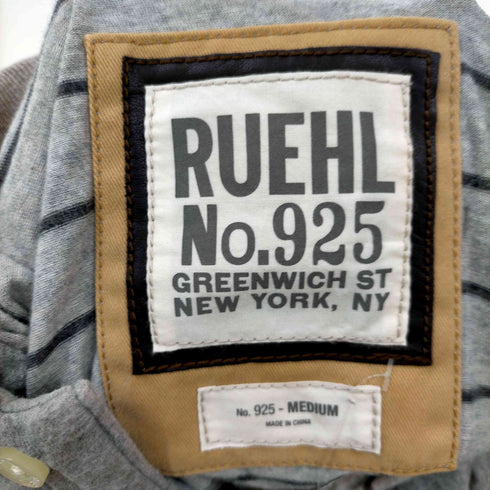 RUEHL
No.925
GREENWICH ST
NEW YORK, NY
No. 925 - MEDIUM
MADE IN CHINA